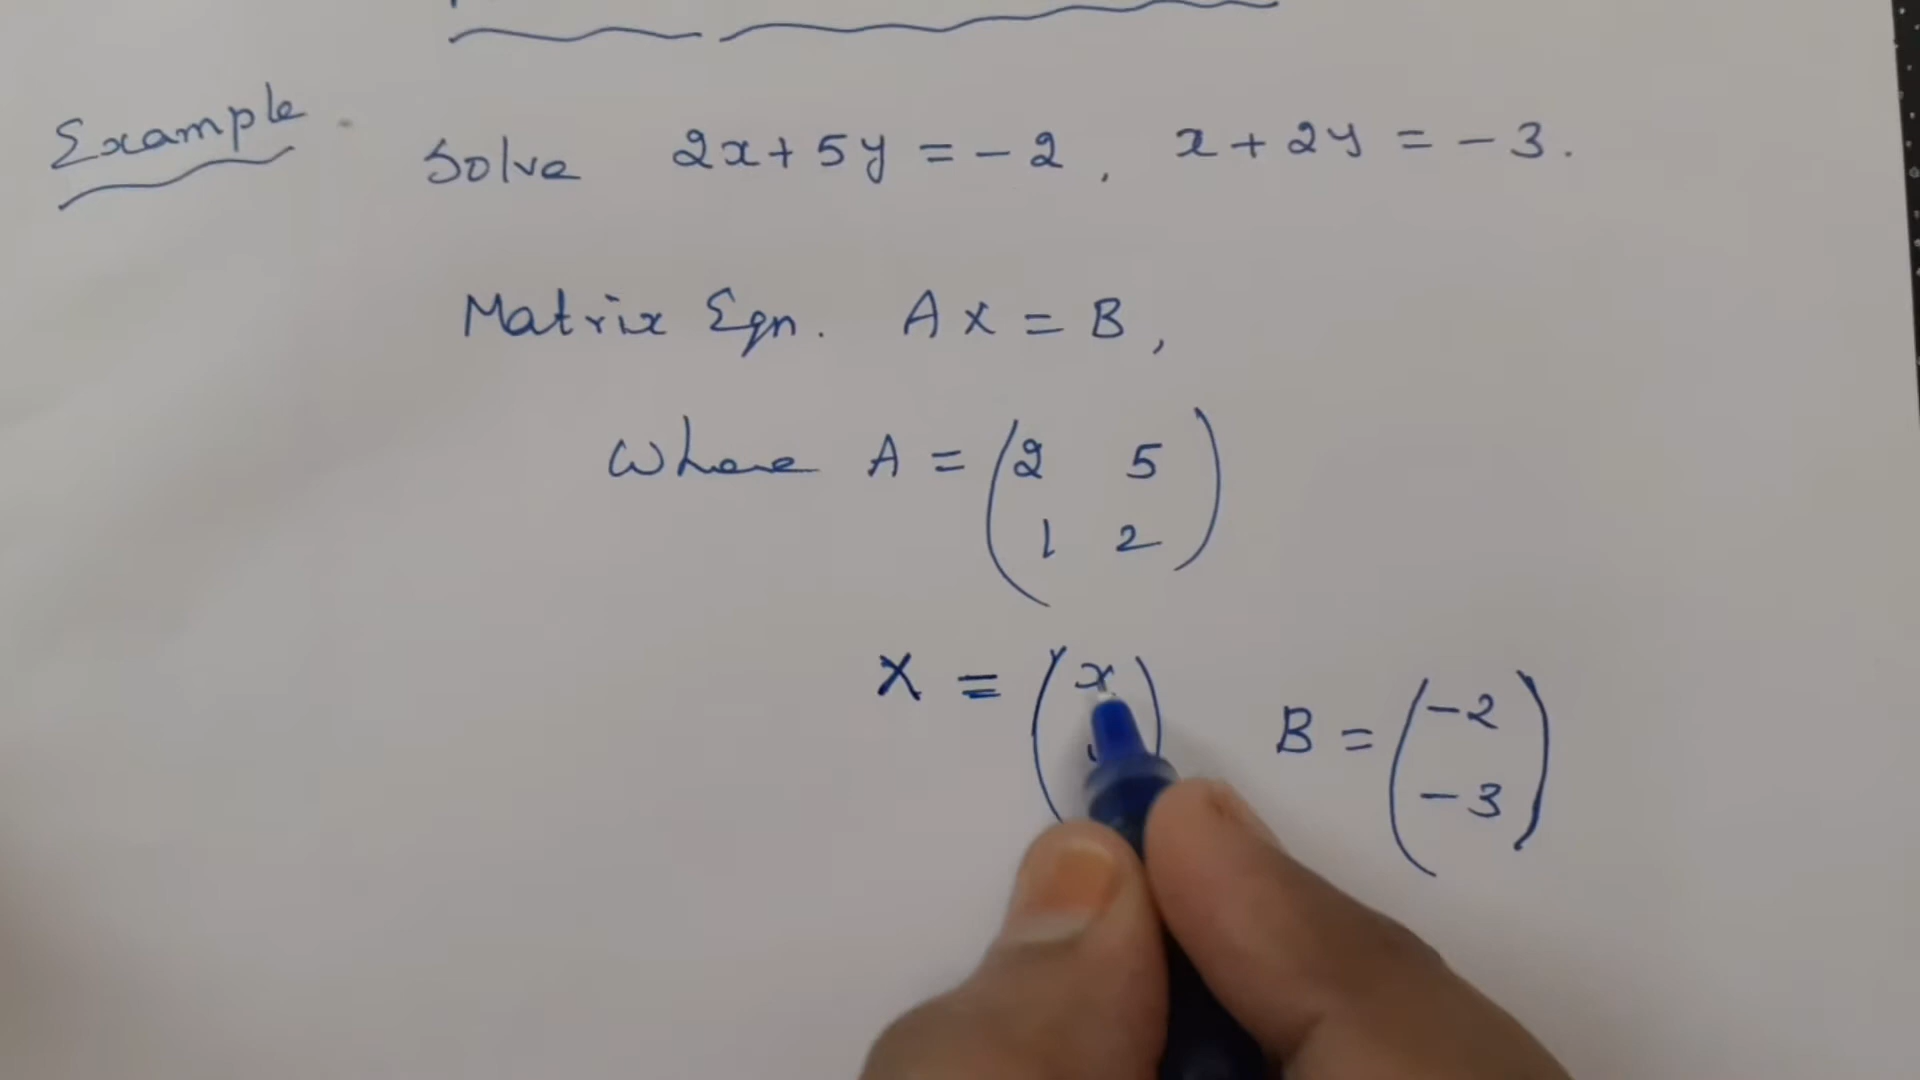 Example. Solve 2x + 5y = -2, x + 2y = -3.
Matrix Eqn. AX = B,
Where A = (2 5
1 2)
X = (x B = (-2
-3)